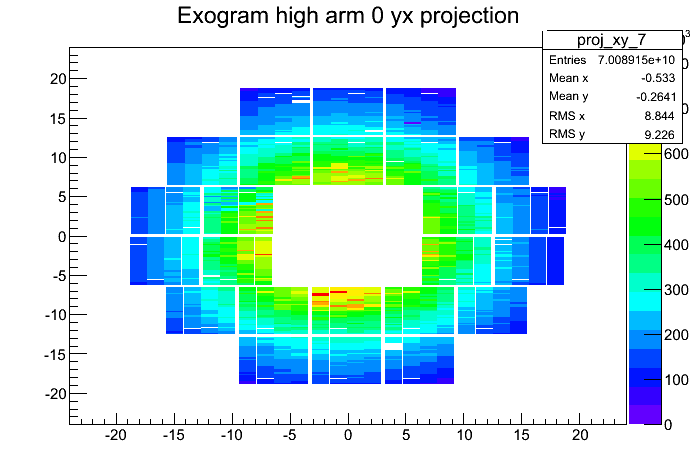 Exogram high arm 0 yx projection
proj_xy_7
Entries 7.008915e+10
Mean x -0.533
Mean y -0.2641
RMS x 8.844
RMS y 9.226
20
15
10
5
0
-5
-10
-15
-20
-20 -15 -10 -5 0 5 10 15 20
600
500
400
300
200
100
0